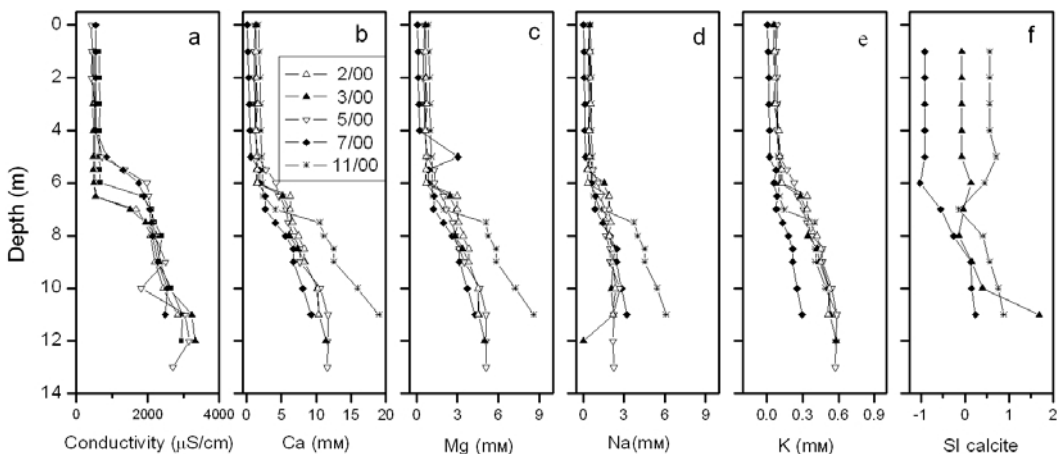 a
b
c
d
e
f
2/00
3/00
5/00
7/00
11/00
Depth (m)
0
2
4
6
8
10
12
14
0 2000 4000
0 5 10 15 20
0 3 6 9
0 3 6 9
0.0 0.3 0.6 0.9
-1 0 1 2
Conductivity (µS/cm)
Ca (mM)
Mg (mM)
Na(mM)
K (mM)
SI calcite